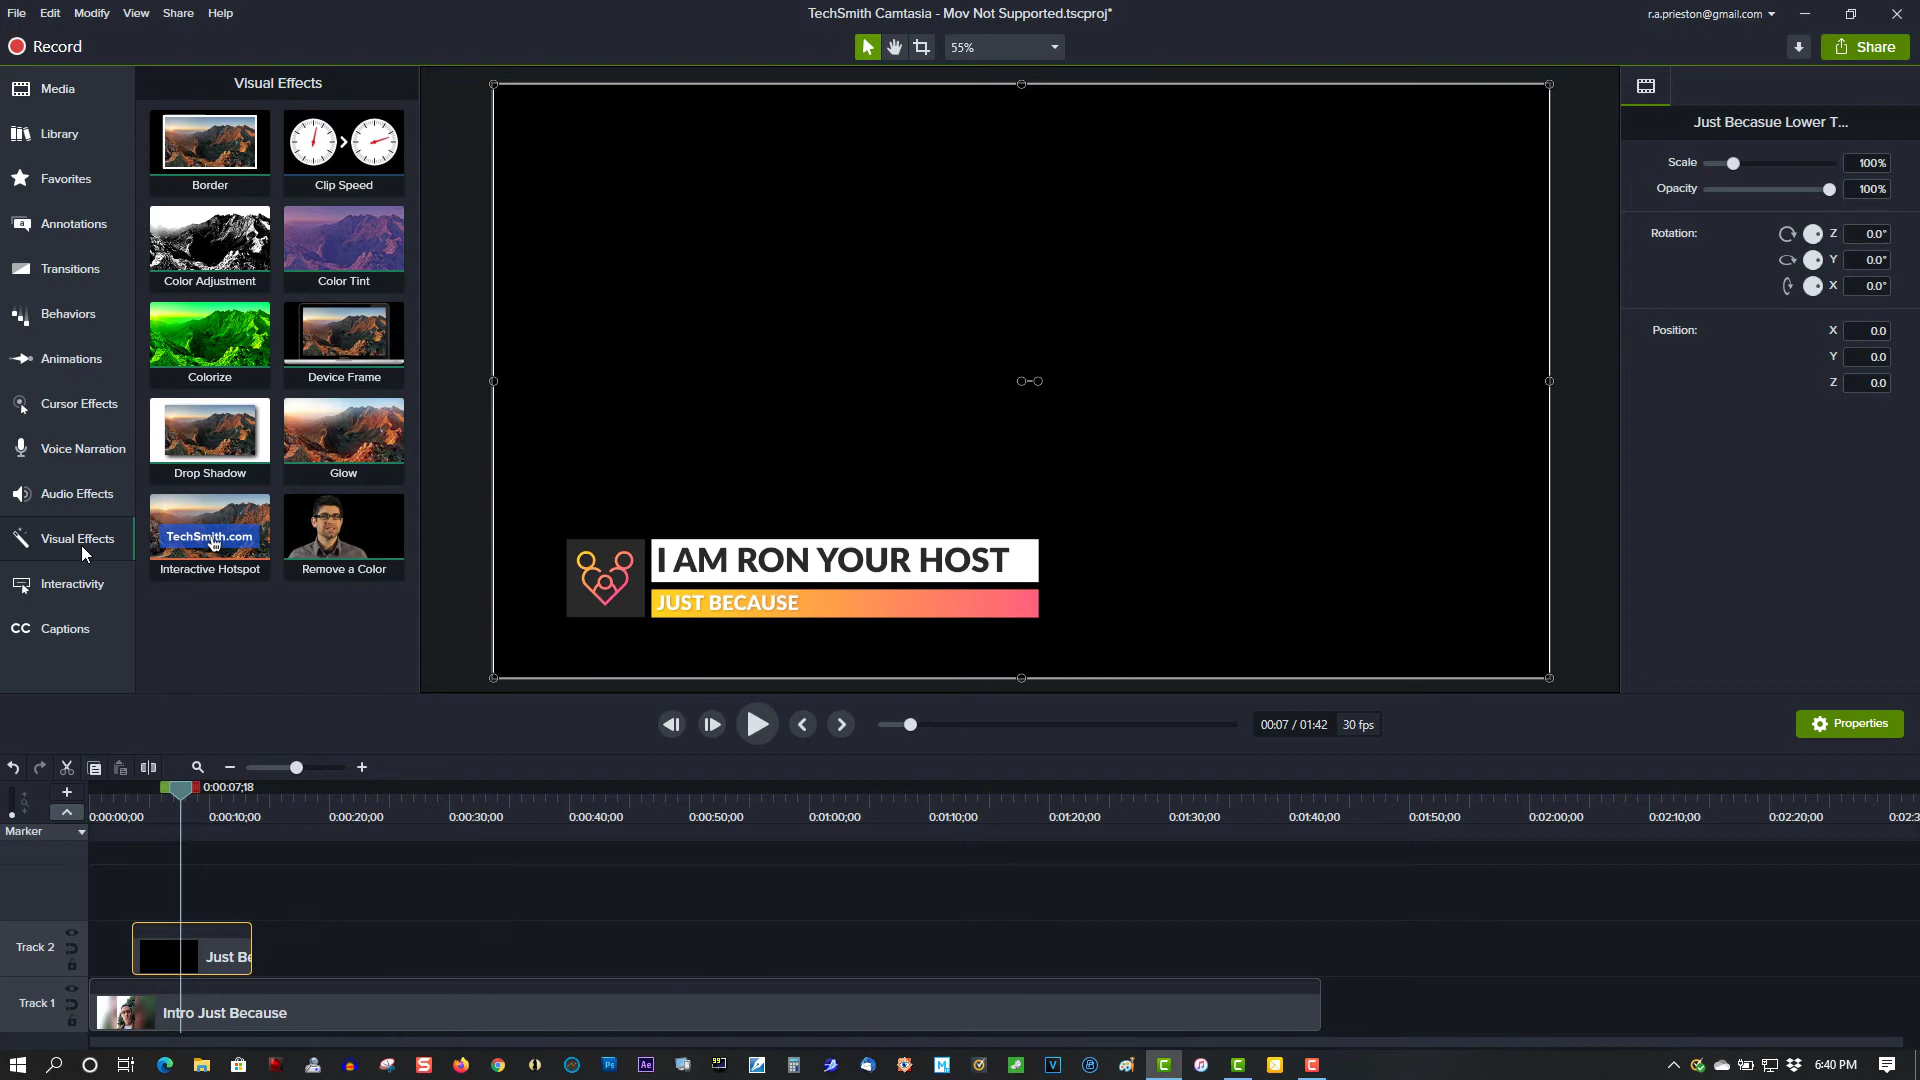 File Edit Modify View Share Help
TechSmith Camtasia - Mov Not Supported.tscproj*
r.a.prieston@gmail.com
Record
55%
Share
Media
Library
Favorites
Annotations
Transitions
Behaviors
Animations
Cursor Effects
Voice Narration
Audio Effects
Visual Effects
Interactivity
CC Captions
Visual Effects
Border
Clip Speed
Color Adjustment
Color Tint
Colorize
Device Frame
Drop Shadow
Glow
TechSmith.com
Interactive Hotspot
Remove a Color
I AM RON YOUR HOST
JUST BECAUSE
Just Becasue Lower T...
Scale 100%
Opacity 100%
Rotation: Z 0.0°
Y 0.0°
X 0.0°
Position: X 0.0
Y 0.0
Z 0.0
00:07 / 01:42 30 fps
Properties
0:00:07;18
0:00:00;00 0:00:10;00 0:00:20;00 0:00:30;00 0:00:40;00 0:00:50;00 0:01:00;00 0:01:10;00 0:01:20;00 0:01:30;00 0:01:40;00 0:01:50;00 0:02:00;00 0:02:10;00 0:02:20;00 0:02:3
Marker
Track 2
Just Be
Track 1
Intro Just Because
6:40 PM